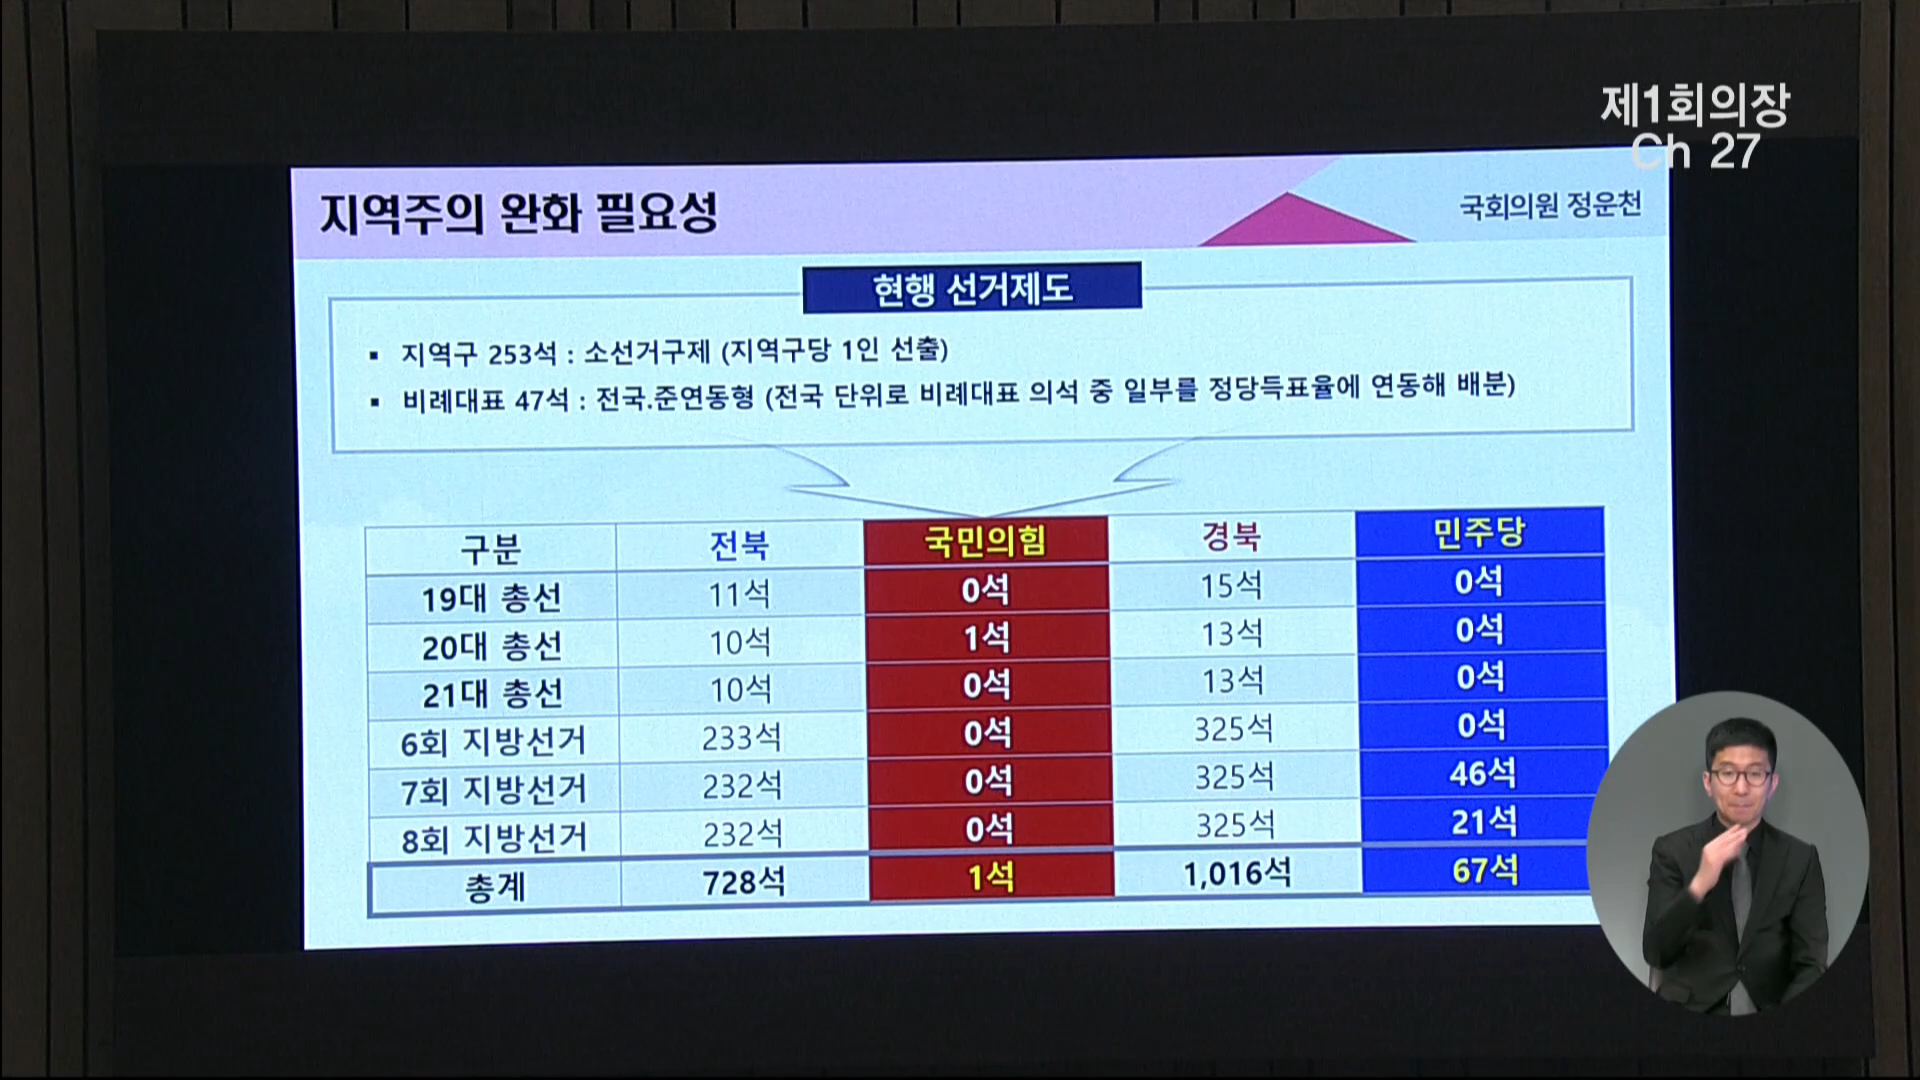 제1회의장
Ch 27
지역주의 완화 필요성
국회의원 정운천
현행 선거제도
▪ 지역구 253석 : 소선거구제 (지역구당 1인 선출)
▪ 비례대표 47석 : 전국.준연동형 (전국 단위로 비례대표 의석 중 일부를 정당득표율에 연동해 배분)
구분 전북 국민의힘 경북 민주당
19대 총선 11석 0석 15석 0석
20대 총선 10석 1석 13석 0석
21대 총선 10석 0석 13석 0석
6회 지방선거 233석 0석 325석 0석
7회 지방선거 232석 0석 325석 46석
8회 지방선거 232석 0석 325석 21석
총계 728석 1석 1,016석 67석